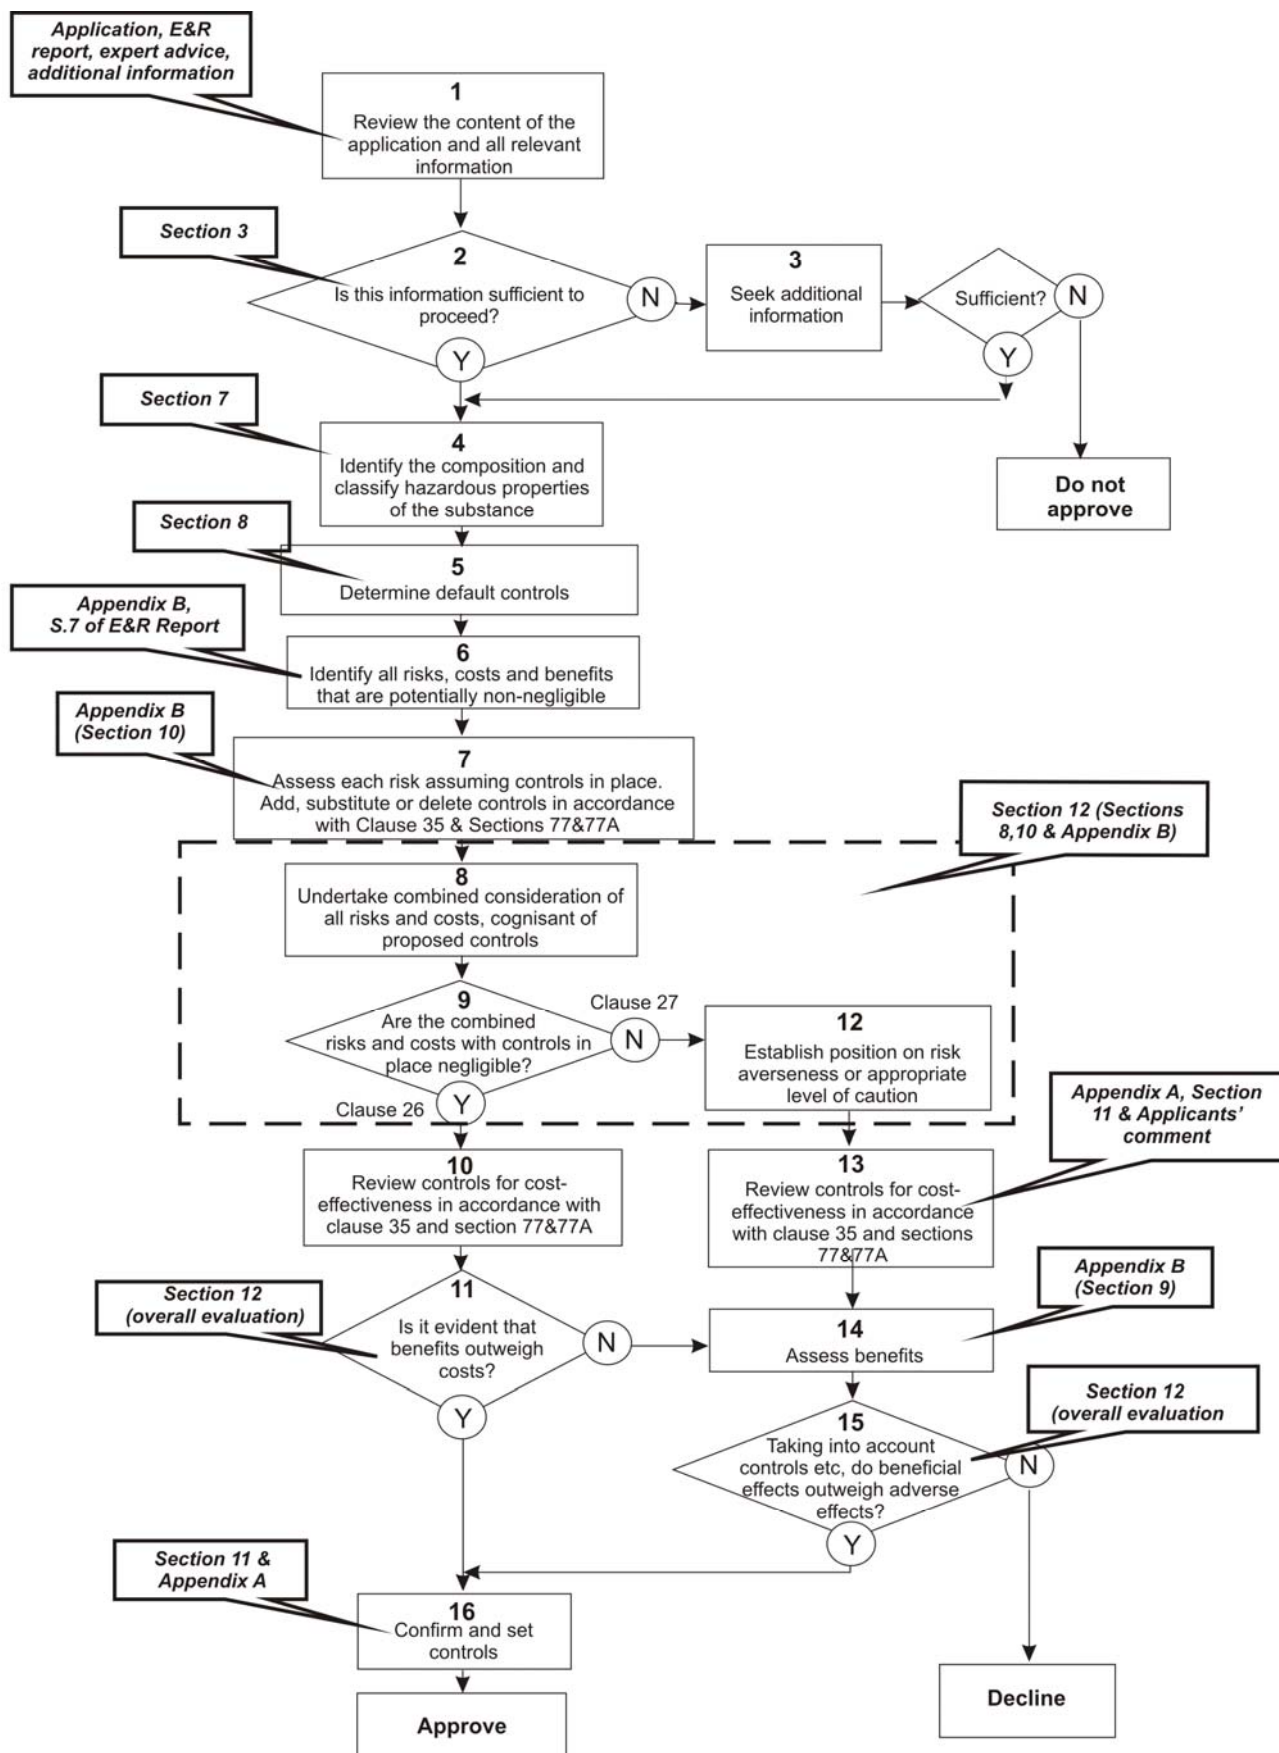 Application, E&R
report, expert advice,
additional information
1
Review the content of the
application and all relevant
information
Section 3
2
Is this information sufficient to
proceed?
N
Y
3
Seek additional
information
Sufficient?
N
Y
Do not
approve
Section 7
4
Identify the composition and
classify hazardous properties
of the substance
Section 8
5
Determine default controls
Appendix B,
S.7 of E&R Report
6
Identify all risks, costs and benefits
that are potentially non-negligible
Appendix B
(Section 10)
7
Assess each risk assuming controls in place.
Add, substitute or delete controls in accordance
with Clause 35 & Sections 77&77A
Section 12 (Sections
8,10 & Appendix B)
8
Undertake combined consideration of
all risks and costs, cognisant of
proposed controls
9
Are the combined
risks and costs with controls in
place negligible?
Clause 27
N
Clause 26
Y
12
Establish position on risk
averseness or appropriate
level of caution
Appendix A, Section
11 & Applicants’
comment
10
Review controls for cost-
effectiveness in accordance with
clause 35 and section 77&77A
13
Review controls for cost-
effectiveness in accordance
with clause 35 and sections
77&77A
Section 12
(overall evaluation)
11
Is it evident that
benefits outweigh
costs?
N
Y
Appendix B
(Section 9)
14
Assess benefits
Section 12
(overall evaluation
15
Taking into account
controls etc, do beneficial
effects outweigh adverse
effects?
N
Y
Section 11 &
Appendix A
16
Confirm and set
controls
Approve
Decline